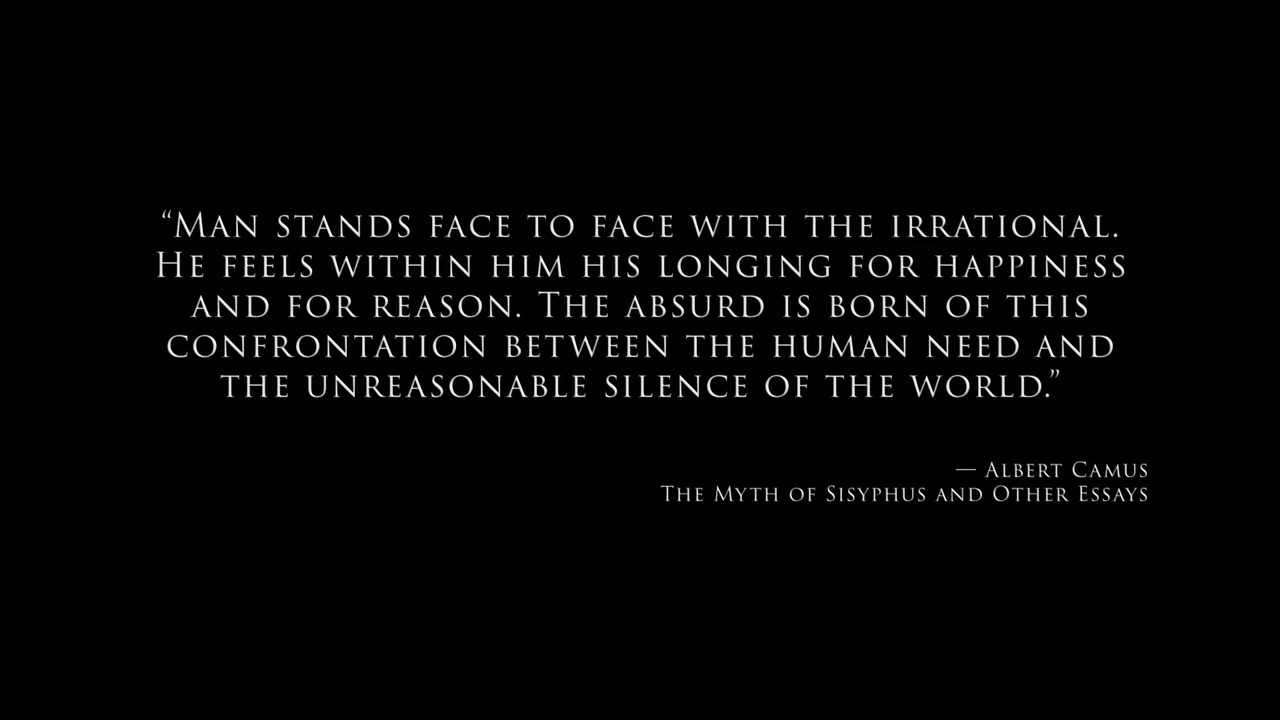 “Man stands face to face with the irrational.
He feels within him his longing for happiness
and for reason. The absurd is born of this
confrontation between the human need and
the unreasonable silence of the world.”
— Albert Camus
The Myth of Sisyphus and Other Essays